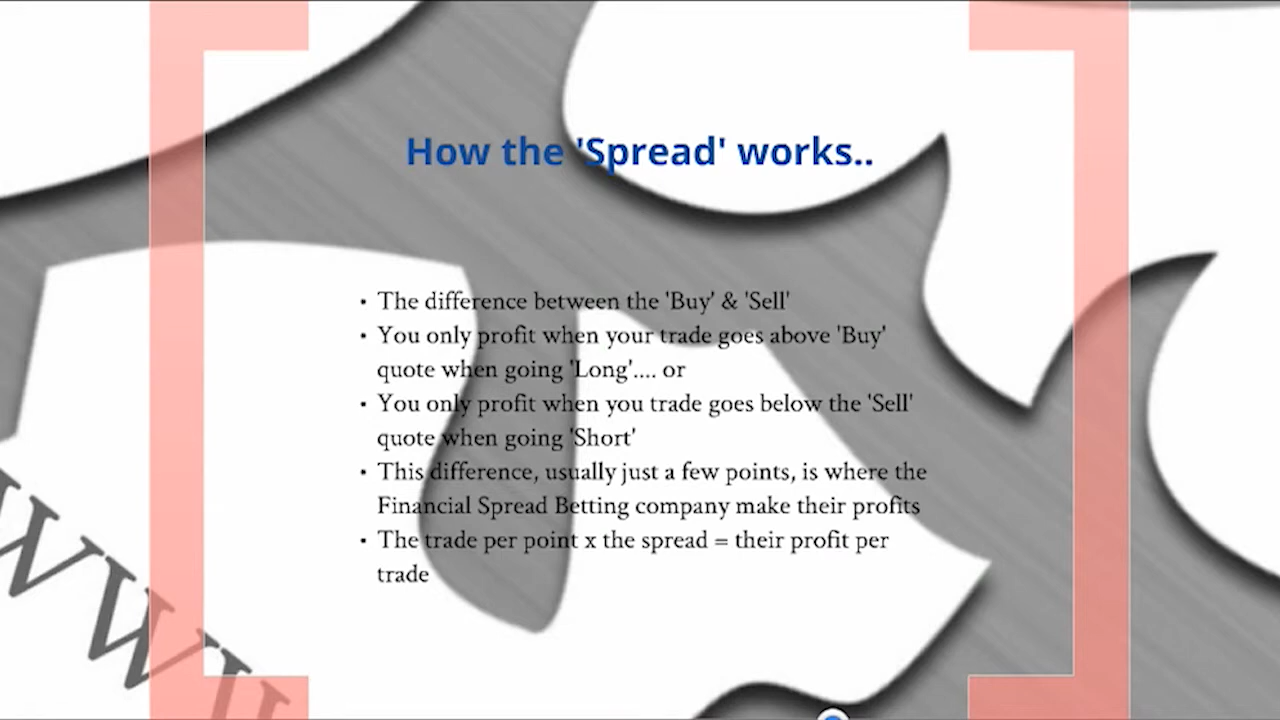 How the 'Spread' works..
• The difference between the 'Buy' & 'Sell'
• You only profit when your trade goes above 'Buy'
quote when going 'Long'.... or
• You only profit when you trade goes below the 'Sell'
quote when going 'Short'
• This difference, usually just a few points, is where the
Financial Spread Betting company make their profits
• The trade per point x the spread = their profit per
trade
WWW